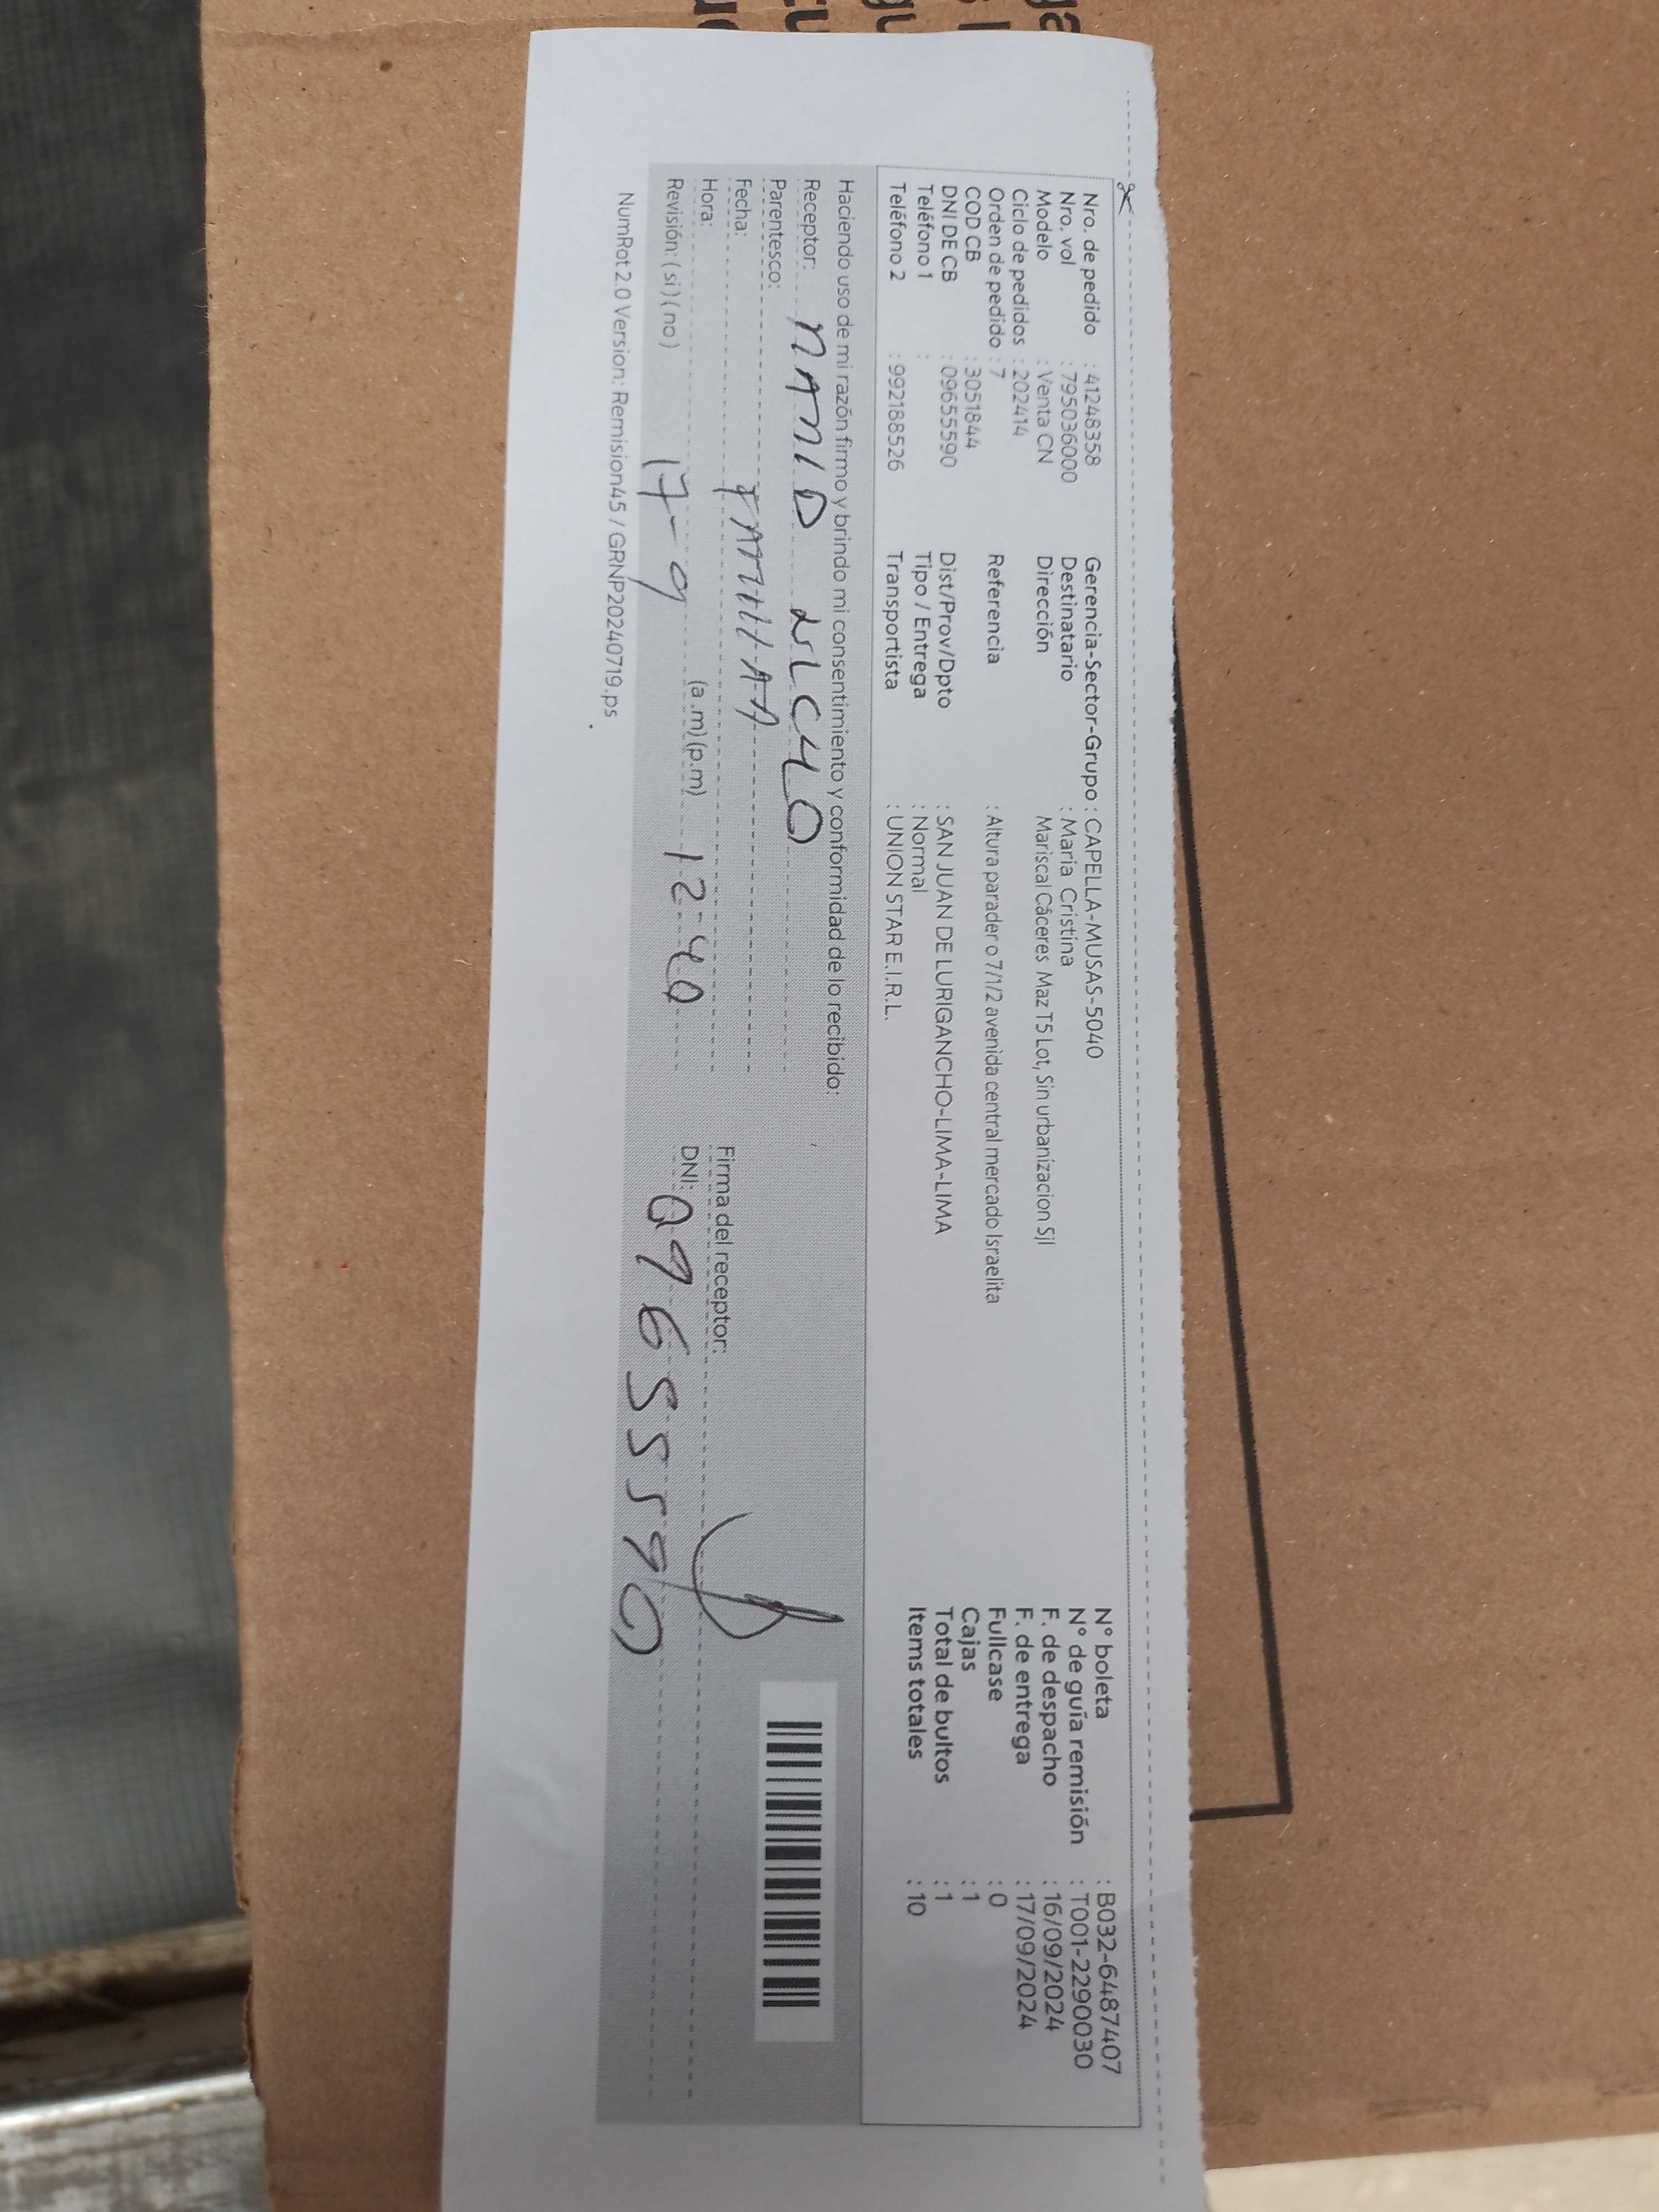 Nro. de pedido : 41248358
Nro. vol : 795036000
Modelo : Venta CN
Ciclo de pedidos : 202414
Orden de pedido : 7
COD CB : 3051844
DNI DE CB : 09655590
Teléfono 1 :
Teléfono 2 : 992188526
Gerencia-Sector-Grupo : CAPELLA-MUSAS-5040
Destinatario : Maria Cristina
Dirección Mariscal Cáceres Maz T5 Lot, Sin urbanizacion Sjl
Referencia : Altura parader o 7/1/2 avenida central mercado Israelita
Dist/Prov/Dpto : SAN JUAN DE LURIGANCHO-LIMA-LIMA
Tipo / Entrega : Normal
Transportista : UNION STAR E.I.R.L.
N° boleta : B032-6487407
N° de guía remisión : T001-2290030
F. de despacho : 16/09/2024
F. de entrega : 17/09/2024
Fullcase : 0
Cajas : 1
Total de bultos : 1
Items totales : 10
Haciendo uso de mi razón firmo y brindo mi consentimiento y conformidad de lo recibido:
Receptor:
Parentesco:
Fecha:
Hora: (a.m)(p.m) 12-40
Revisión: ( si ) ( no ) 17-9
Firma del receptor:
DNI: 09655590
NumRot 2.0 Version: Remision45 / GRNP20240719.ps